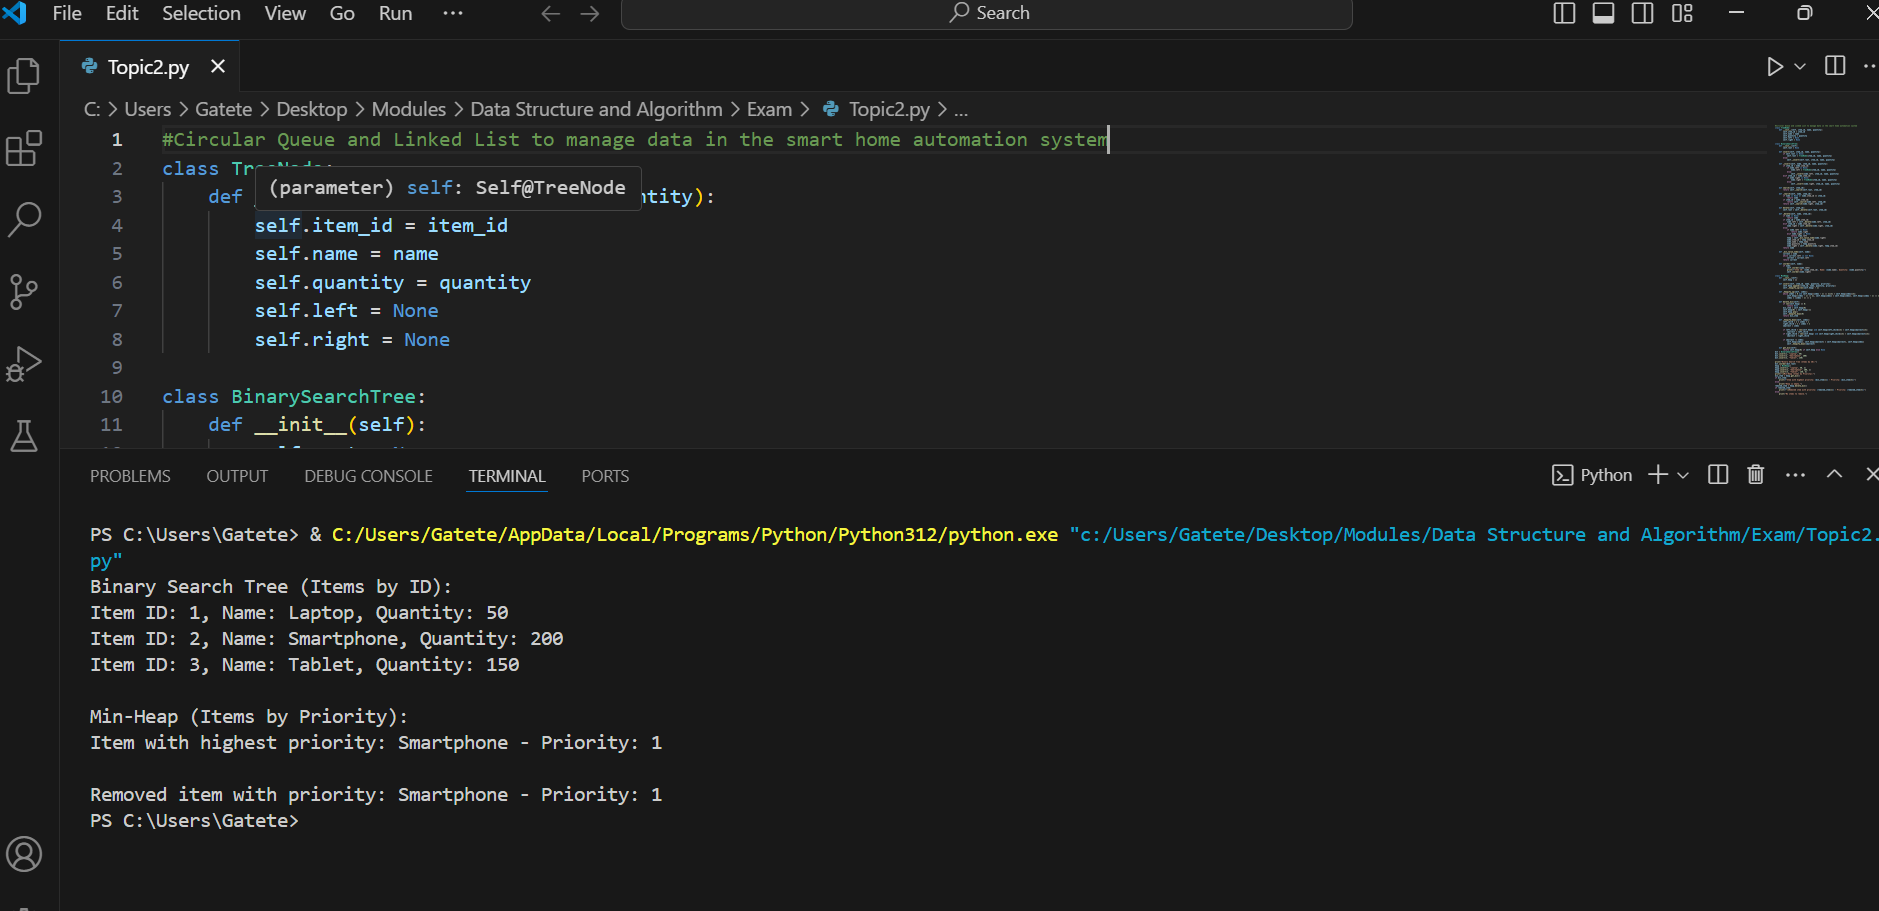 File Edit Selection View Go Run ··· Search
Topic2.py
C: > Users > Gatete > Desktop > Modules > Data Structure and Algorithm > Exam > Topic2.py > ...
1 #Circular Queue and Linked List to manage data in the smart home automation system
2 class TreeNode:
(parameter) self: Self@TreeNode
3 def ntity):
4 self.item_id = item_id
5 self.name = name
6 self.quantity = quantity
7 self.left = None
8 self.right = None
9
10 class BinarySearchTree:
11 def __init__(self):
PROBLEMS OUTPUT DEBUG CONSOLE TERMINAL PORTS Python
PS C:\Users\Gatete> & C:/Users/Gatete/AppData/Local/Programs/Python/Python312/python.exe "c:/Users/Gatete/Desktop/Modules/Data Structure and Algorithm/Exam/Topic2.
py"
Binary Search Tree (Items by ID):
Item ID: 1, Name: Laptop, Quantity: 50
Item ID: 2, Name: Smartphone, Quantity: 200
Item ID: 3, Name: Tablet, Quantity: 150
Min-Heap (Items by Priority):
Item with highest priority: Smartphone - Priority: 1
Removed item with priority: Smartphone - Priority: 1
PS C:\Users\Gatete>